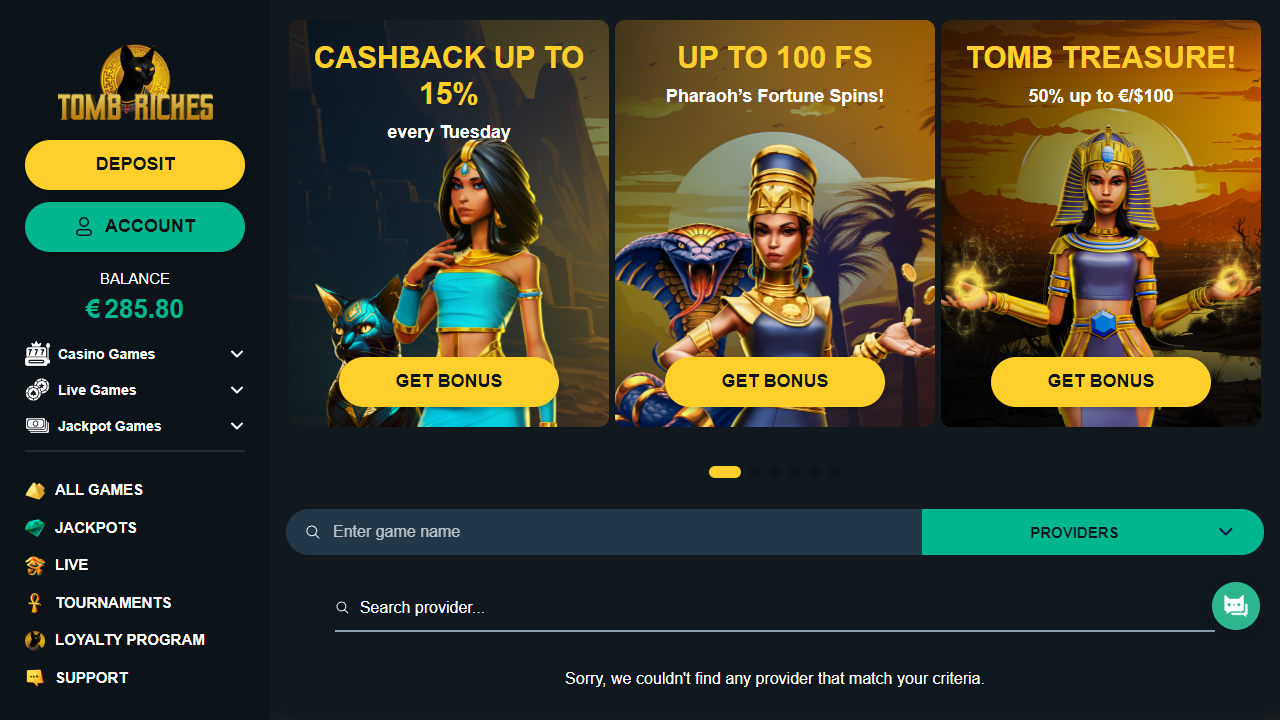 TOMB RICHES
DEPOSIT
ACCOUNT
BALANCE
€ 285.80
Casino Games
Live Games
Jackpot Games
ALL GAMES
JACKPOTS
LIVE
TOURNAMENTS
LOYALTY PROGRAM
SUPPORT
CASHBACK UP TO
15%
every Tuesday
GET BONUS
UP TO 100 FS
Pharaoh’s Fortune Spins!
GET BONUS
TOMB TREASURE!
50% up to €/$100
GET BONUS
Enter game name
PROVIDERS
Search provider...
Sorry, we couldn't find any provider that match your criteria.